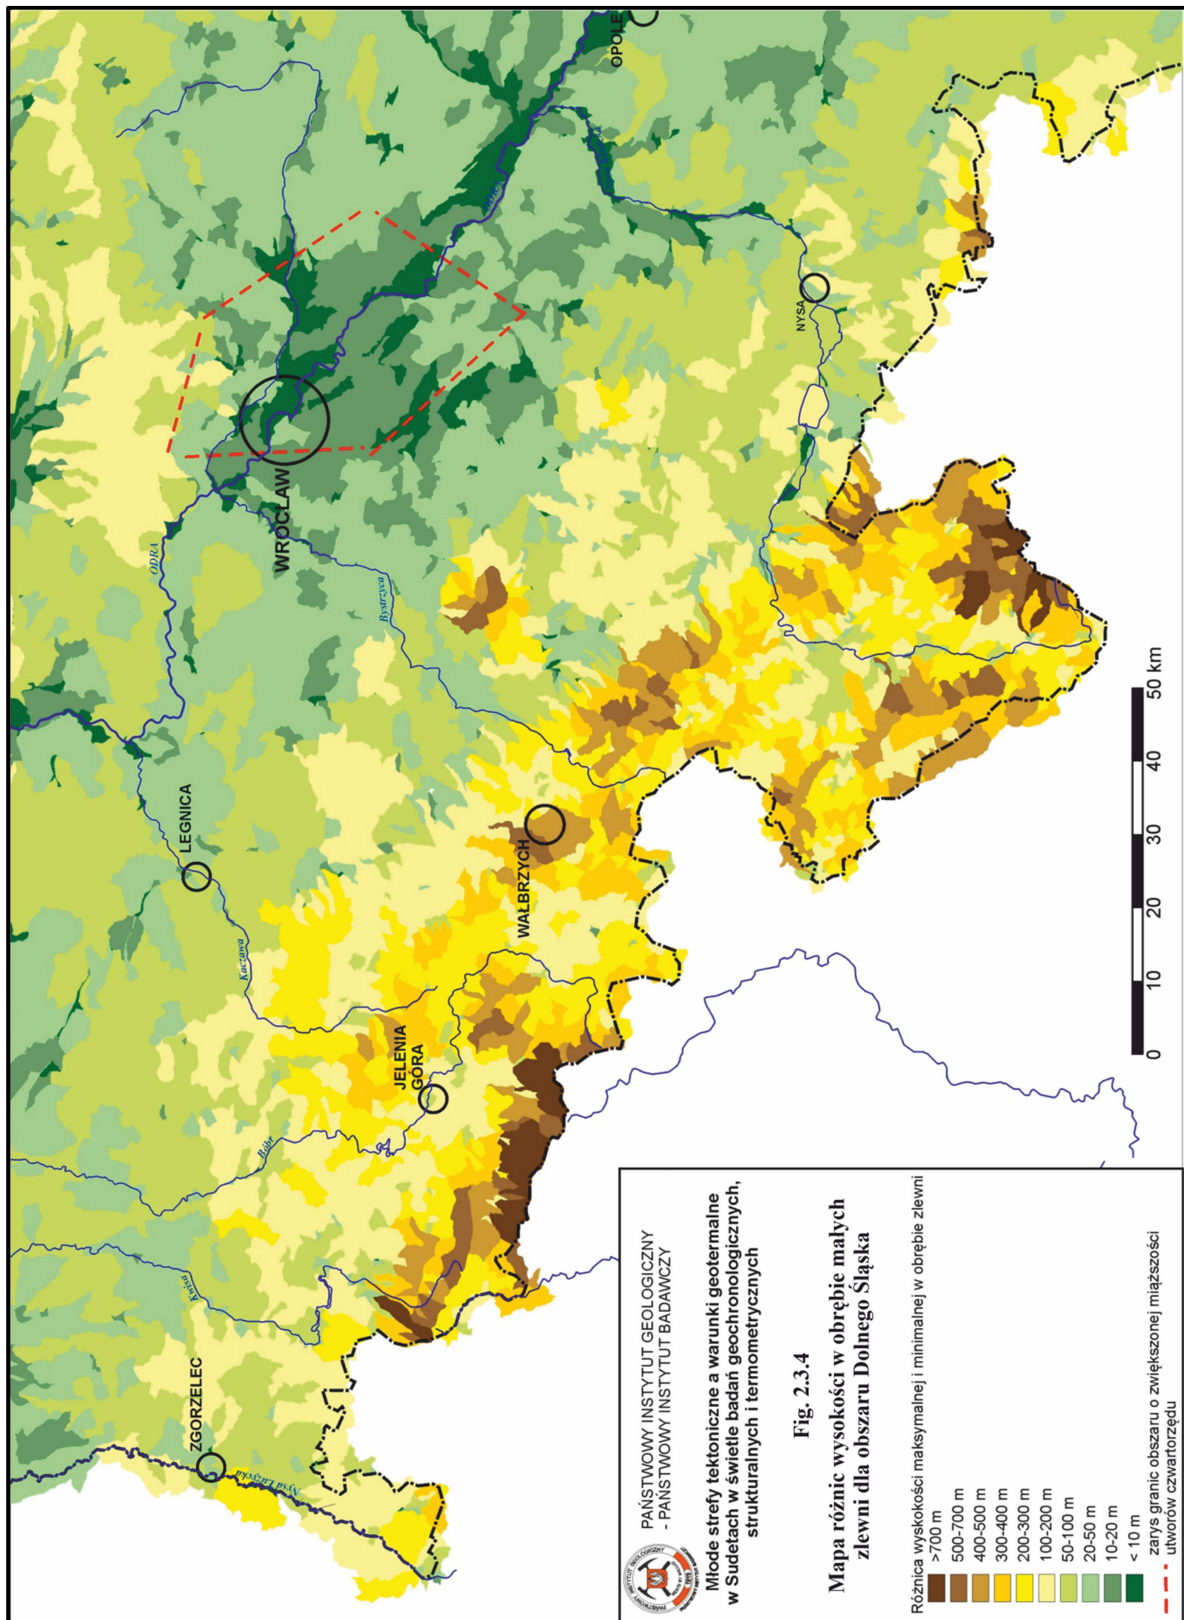 OPOLE
ODRA
NYSA
WROCŁAW
ODRA
Bystrzyca
LEGNICA
Kaczawa
WAŁBRZYCH
JELENIA
GÓRA
Bóbr
Kwisa
ZGORZELEC
Nysa Łużycka
0 10 20 30 40 50 km
PAŃSTWOWY INSTYTUT GEOLOGICZNY
- PAŃSTWOWY INSTYTUT BADAWCZY
Młode strefy tektoniczne a warunki geotermalne
w Sudetach w świetle badań geochronologicznych,
strukturalnych i termometrycznych
Fig. 2.3.4
Mapa różnic wysokości w obrębie małych
zlewni dla obszaru Dolnego Śląska
Różnica wyskokości maksymalnej i minimalnej w obrębie zlewni
>700 m
500-700 m
400-500 m
300-400 m
200-300 m
100-200 m
50-100 m
20-50 m
10-20 m
< 10 m
zarys granic obszaru o zwiększonej miąższości
utworów czwartorzędu